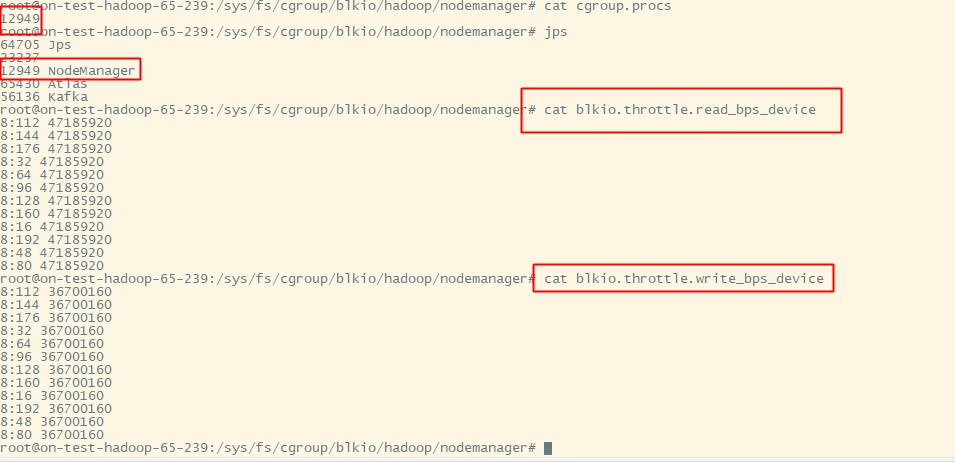 root@on-test-hadoop-65-239:/sys/fs/cgroup/blkio/hadoop/nodemanager# cat cgroup.procs
12949
root@on-test-hadoop-65-239:/sys/fs/cgroup/blkio/hadoop/nodemanager# jps
64705 Jps
23237
12949 NodeManager
65430 Atlas
56136 Kafka
root@on-test-hadoop-65-239:/sys/fs/cgroup/blkio/hadoop/nodemanager# cat blkio.throttle.read_bps_device
8:112 47185920
8:144 47185920
8:176 47185920
8:32 47185920
8:64 47185920
8:96 47185920
8:128 47185920
8:160 47185920
8:16 47185920
8:192 47185920
8:48 47185920
8:80 47185920
root@on-test-hadoop-65-239:/sys/fs/cgroup/blkio/hadoop/nodemanager# cat blkio.throttle.write_bps_device
8:112 36700160
8:144 36700160
8:176 36700160
8:32 36700160
8:64 36700160
8:96 36700160
8:128 36700160
8:160 36700160
8:16 36700160
8:192 36700160
8:48 36700160
8:80 36700160
root@on-test-hadoop-65-239:/sys/fs/cgroup/blkio/hadoop/nodemanager#